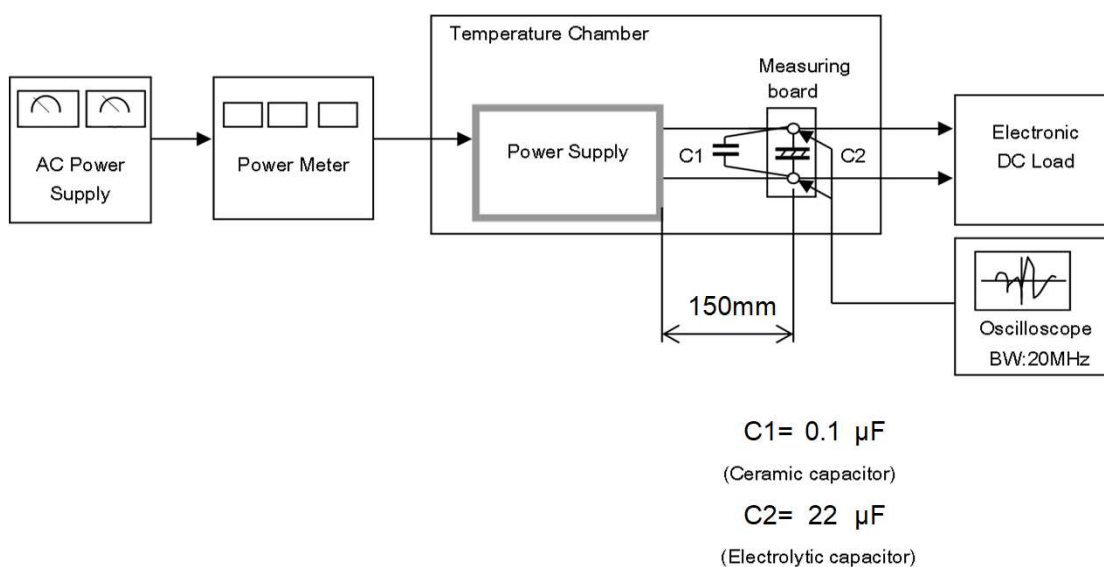 Temperature Chamber
Measuring
board
AC Power
Supply
Power Meter
Power Supply
C1
C2
Electronic
DC Load
150mm
Oscilloscope
BW:20MHz
C1= 0.1 μF
(Ceramic capacitor)
C2= 22 μF
(Electrolytic capacitor)